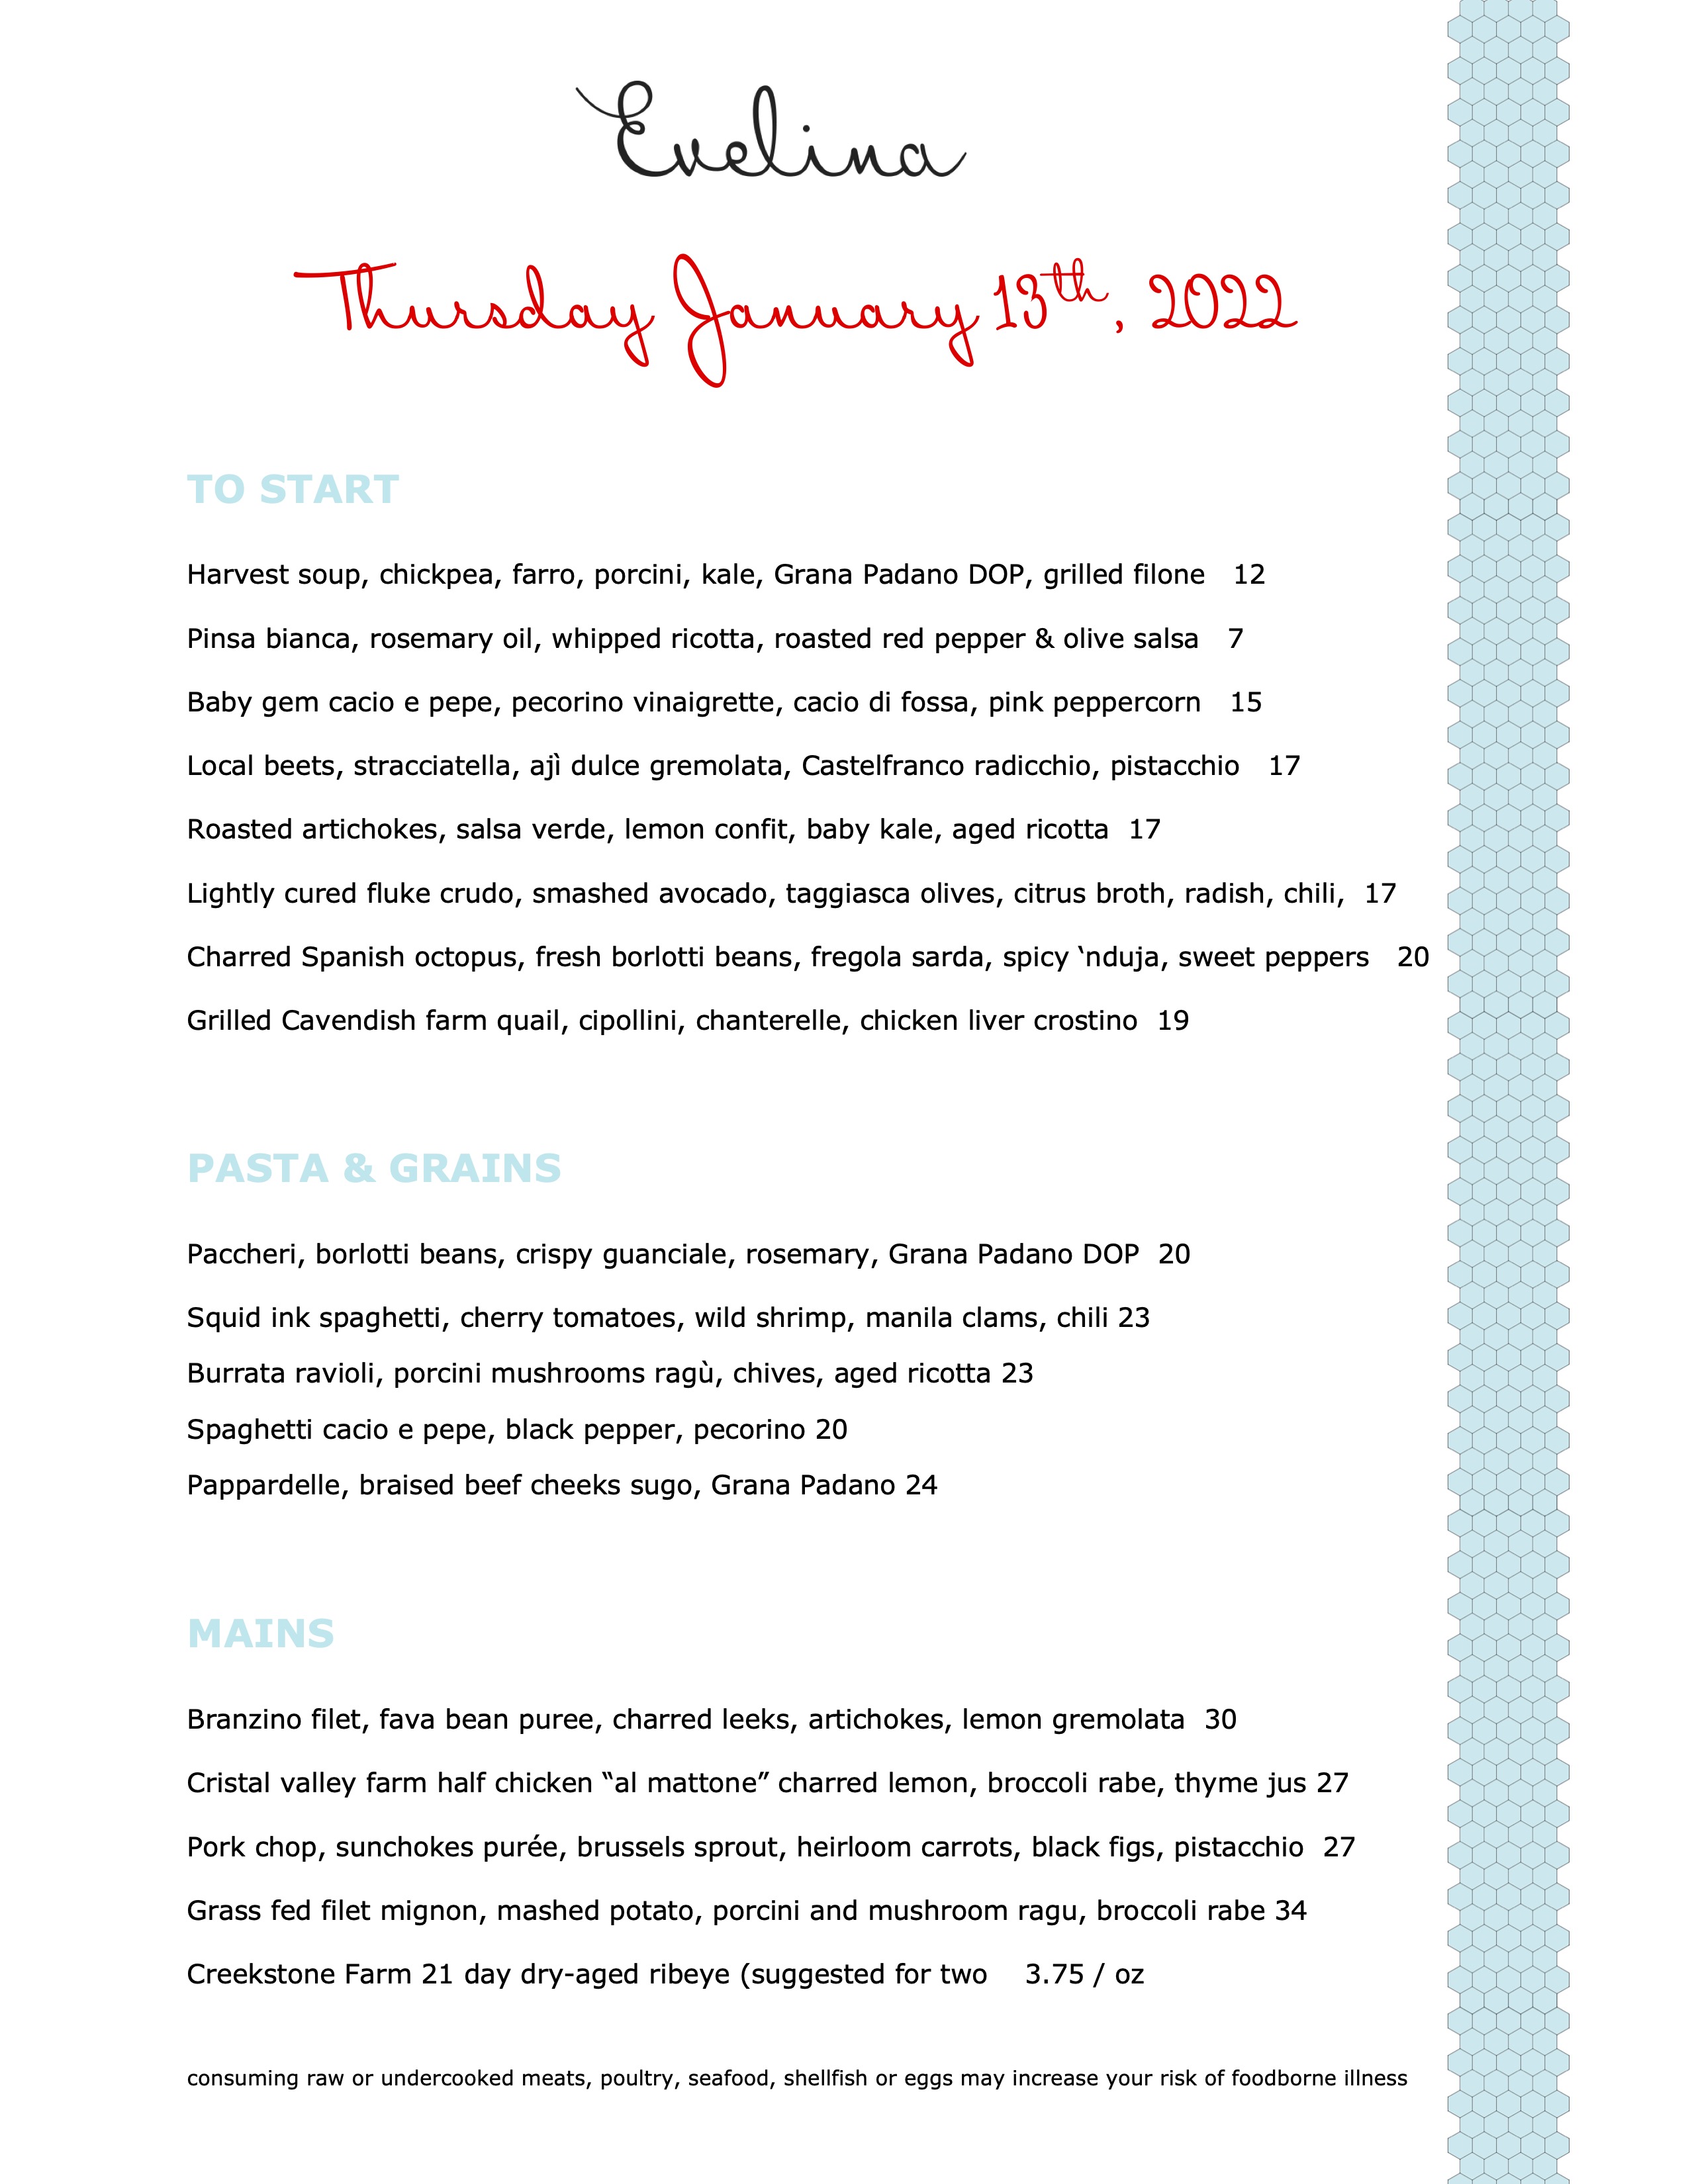 Evelina
Thursday January 13th, 2022
TO START
Harvest soup, chickpea, farro, porcini, kale, Grana Padano DOP, grilled filone 12
Pinsa bianca, rosemary oil, whipped ricotta, roasted red pepper & olive salsa 7
Baby gem cacio e pepe, pecorino vinaigrette, cacio di fossa, pink peppercorn 15
Local beets, stracciatella, ajì dulce gremolata, Castelfranco radicchio, pistacchio 17
Roasted artichokes, salsa verde, lemon confit, baby kale, aged ricotta 17
Lightly cured fluke crudo, smashed avocado, taggiasca olives, citrus broth, radish, chili, 17
Charred Spanish octopus, fresh borlotti beans, fregola sarda, spicy ‘nduja, sweet peppers 20
Grilled Cavendish farm quail, cipollini, chanterelle, chicken liver crostino 19
PASTA & GRAINS
Paccheri, borlotti beans, crispy guanciale, rosemary, Grana Padano DOP 20
Squid ink spaghetti, cherry tomatoes, wild shrimp, manila clams, chili 23
Burrata ravioli, porcini mushrooms ragù, chives, aged ricotta 23
Spaghetti cacio e pepe, black pepper, pecorino 20
Pappardelle, braised beef cheeks sugo, Grana Padano 24
MAINS
Branzino filet, fava bean puree, charred leeks, artichokes, lemon gremolata 30
Cristal valley farm half chicken “al mattone” charred lemon, broccoli rabe, thyme jus 27
Pork chop, sunchokes purée, brussels sprout, heirloom carrots, black figs, pistacchio 27
Grass fed filet mignon, mashed potato, porcini and mushroom ragu, broccoli rabe 34
Creekstone Farm 21 day dry-aged ribeye (suggested for two 3.75 / oz
consuming raw or undercooked meats, poultry, seafood, shellfish or eggs may increase your risk of foodborne illness